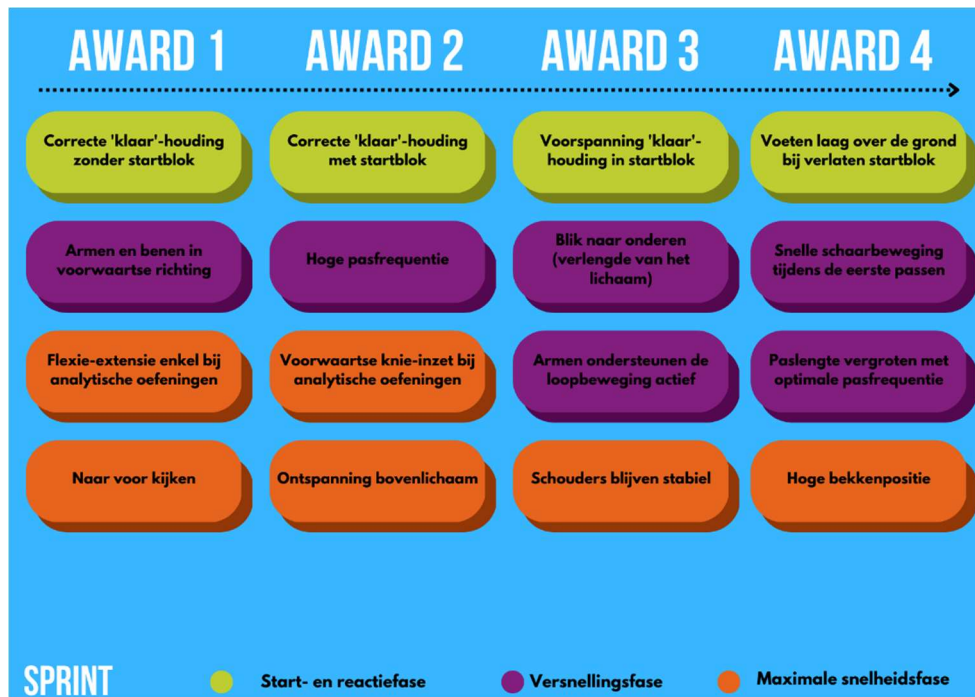 AWARD 1
AWARD 2
AWARD 3
AWARD 4
Correcte 'klaar'-houding
zonder startblok
Correcte 'klaar'-houding
met startblok
Voorspanning 'klaar'-
houding in startblok
Voeten laag over de grond
bij verlaten startblok
Armen en benen in
voorwaartse richting
Hoge pasfrequentie
Blik naar onderen
(verlengde van het
lichaam)
Snelle schaarbeweging
tijdens de eerste passen
Flexie-extensie enkel bij
analytische oefeningen
Voorwaartse knie-inzet bij
analytische oefeningen
Armen ondersteunen de
loopbeweging actief
Paslengte vergroten met
optimale pasfrequentie
Naar voor kijken
Ontspanning bovenlichaam
Schouders blijven stabiel
Hoge bekkenpositie
SPRINT
Start- en reactiefase
Versnellingsfase
Maximale snelheidsfase